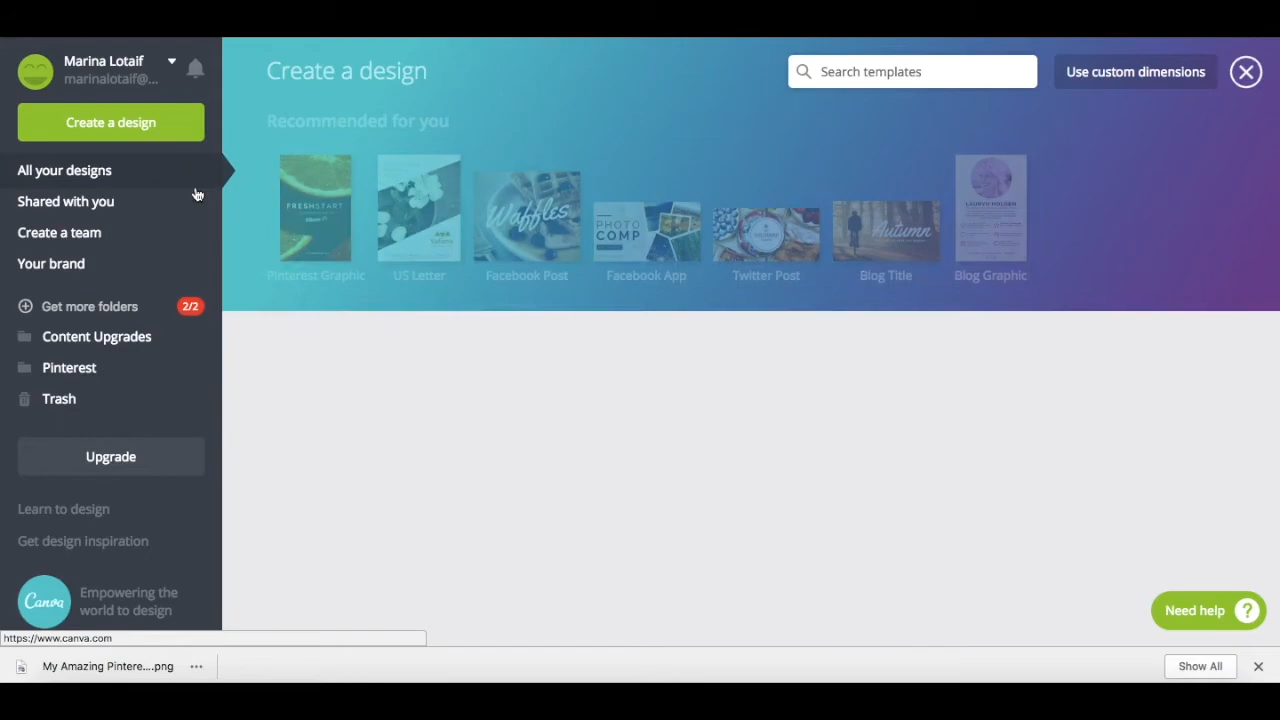 Marina Lotaif
marinalotaif@...
Create a design
All your designs
Shared with you
Create a team
Your brand
Get more folders 2/2
Content Upgrades
Pinterest
Trash
Upgrade
Learn to design
Get design inspiration
Canva
Empowering the
world to design
https://www.canva.com
Create a design
Search templates
Use custom dimensions
Recommended for you
FRESHSTART
Waffles
PHOTO
COMP
Autumn
LAURYN HOLDEN
Pinterest Graphic
US Letter
Facebook Post
Facebook App
Twitter Post
Blog Title
Blog Graphic
Need help ?
My Amazing Pintere....png
Show All